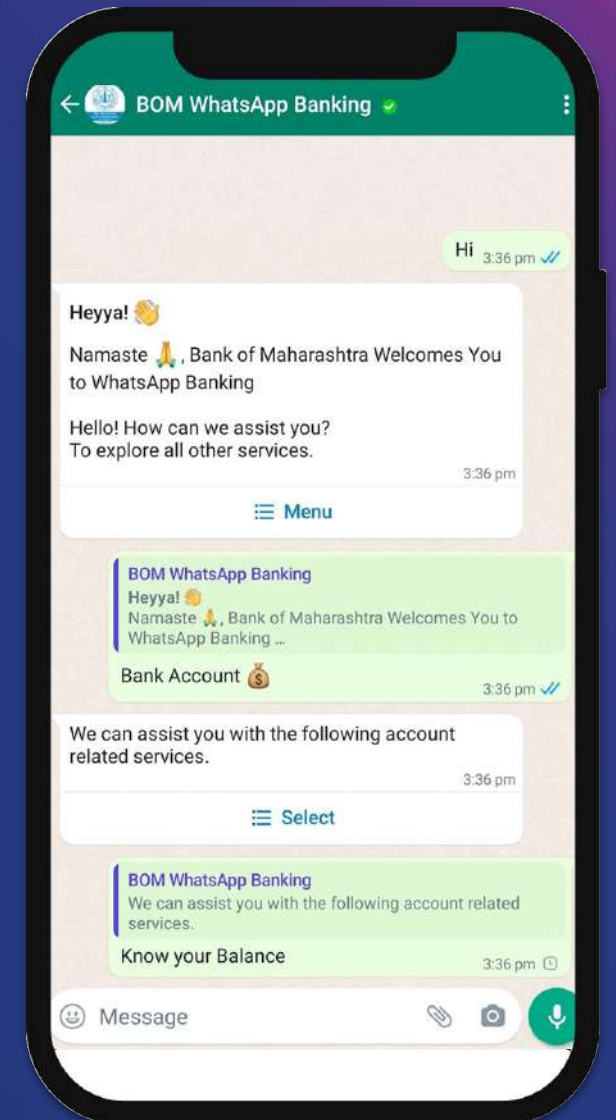 BOM WhatsApp Banking
Hi 3:36 pm
Heyya! 👋
Namaste 🙏, Bank of Maharashtra Welcomes You
to WhatsApp Banking
Hello! How can we assist you?
To explore all other services.
3:36 pm
Menu
BOM WhatsApp Banking
Heyya! 👋
Namaste 🙏, Bank of Maharashtra Welcomes You to
WhatsApp Banking ...
Bank Account 💰
3:36 pm
We can assist you with the following account
related services.
3:36 pm
Select
BOM WhatsApp Banking
We can assist you with the following account related
services.
Know your Balance
3:36 pm
Message